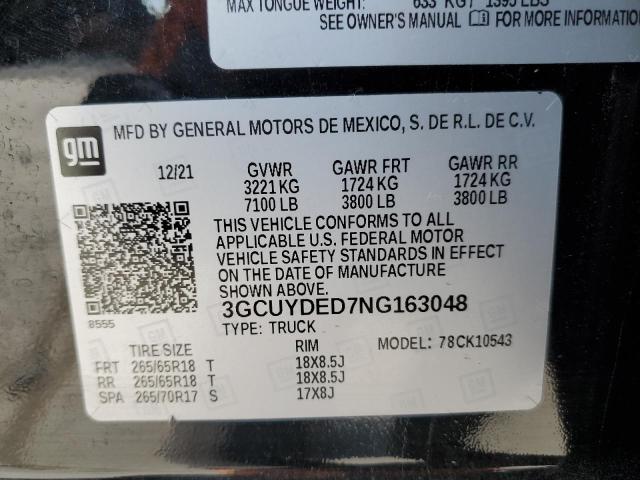 MAX TONGUE WEIGHT: 633 KG / 1395 LBS
SEE OWNER'S MANUAL FOR MORE INFORMATION
gm
MFD BY GENERAL MOTORS DE MEXICO, S. DE R.L. DE C.V.
12/21 GVWR GAWR FRT GAWR RR
3221 KG 1724 KG 1724 KG
7100 LB 3800 LB 3800 LB
THIS VEHICLE CONFORMS TO ALL
APPLICABLE U.S. FEDERAL MOTOR
VEHICLE SAFETY STANDARDS IN EFFECT
ON THE DATE OF MANUFACTURE
SHOWN ABOVE.
3GCUYDED7NG163048
8555
TYPE: TRUCK
TIRE SIZE RIM MODEL: 78CK10543
FRT 265/65R18 T 18X8.5J
RR 265/65R18 T 18X8.5J
SPA 265/70R17 S 17X8J